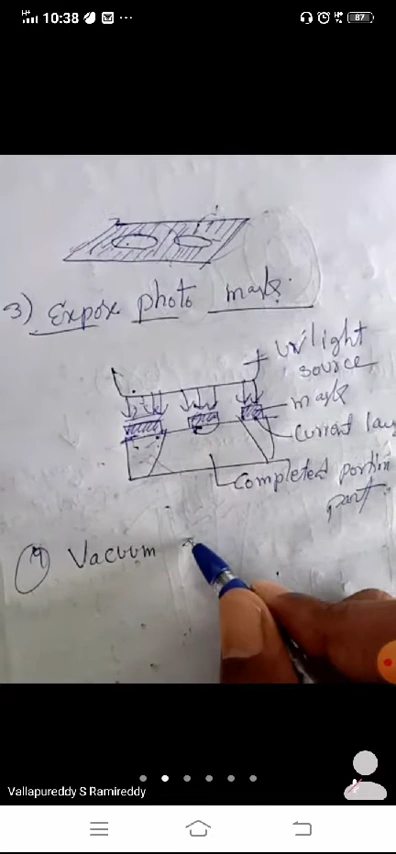 10:38
87
3) Expose photo mask.
UV light
source
mask
Current lay
Completed portion
part
4) Vacuum
Vallapureddy S Ramireddy